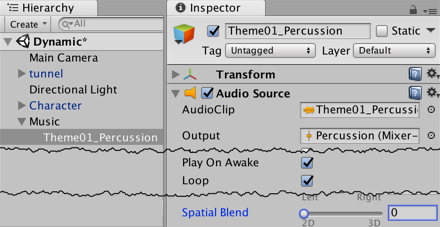 Hierarchy
Create All
Dynamic*
Main Camera
tunnel
Directional Light
Character
Music
Theme01_Percussion
Inspector
Theme01_Percussion Static
Tag Untagged Layer Default
Transform
Audio Source
AudioClip Theme01_Percussi
Output Percussion (Mixer-
Play On Awake
Loop
Left Right
Spatial Blend 0
2D 3D